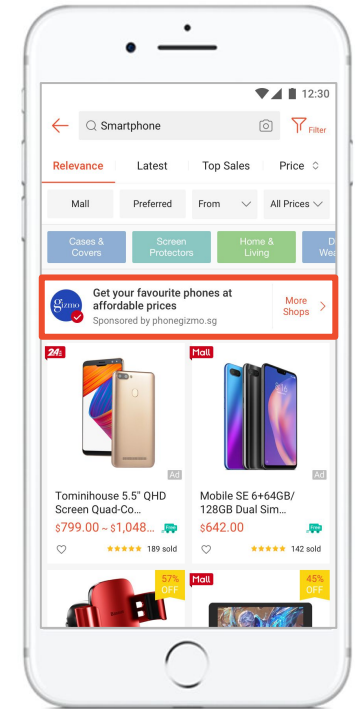 12:30
Smartphone
Filter
Relevance Latest Top Sales Price
Mall Preferred From All Prices
Cases & Covers
Screen Protectors
Home & Living
gizmo
Get your favourite phones at
affordable prices
Sponsored by phonegizmo.sg
More
Shops
24h
Ad
Tominihouse 5.5" QHD
Screen Quad-Co...
$799.00 ~ $1,048...
Free
189 sold
Mall
Ad
Mobile SE 6+64GB/
128GB Dual Sim...
$642.00
Free
142 sold
57%
OFF
Mall
45%
OFF